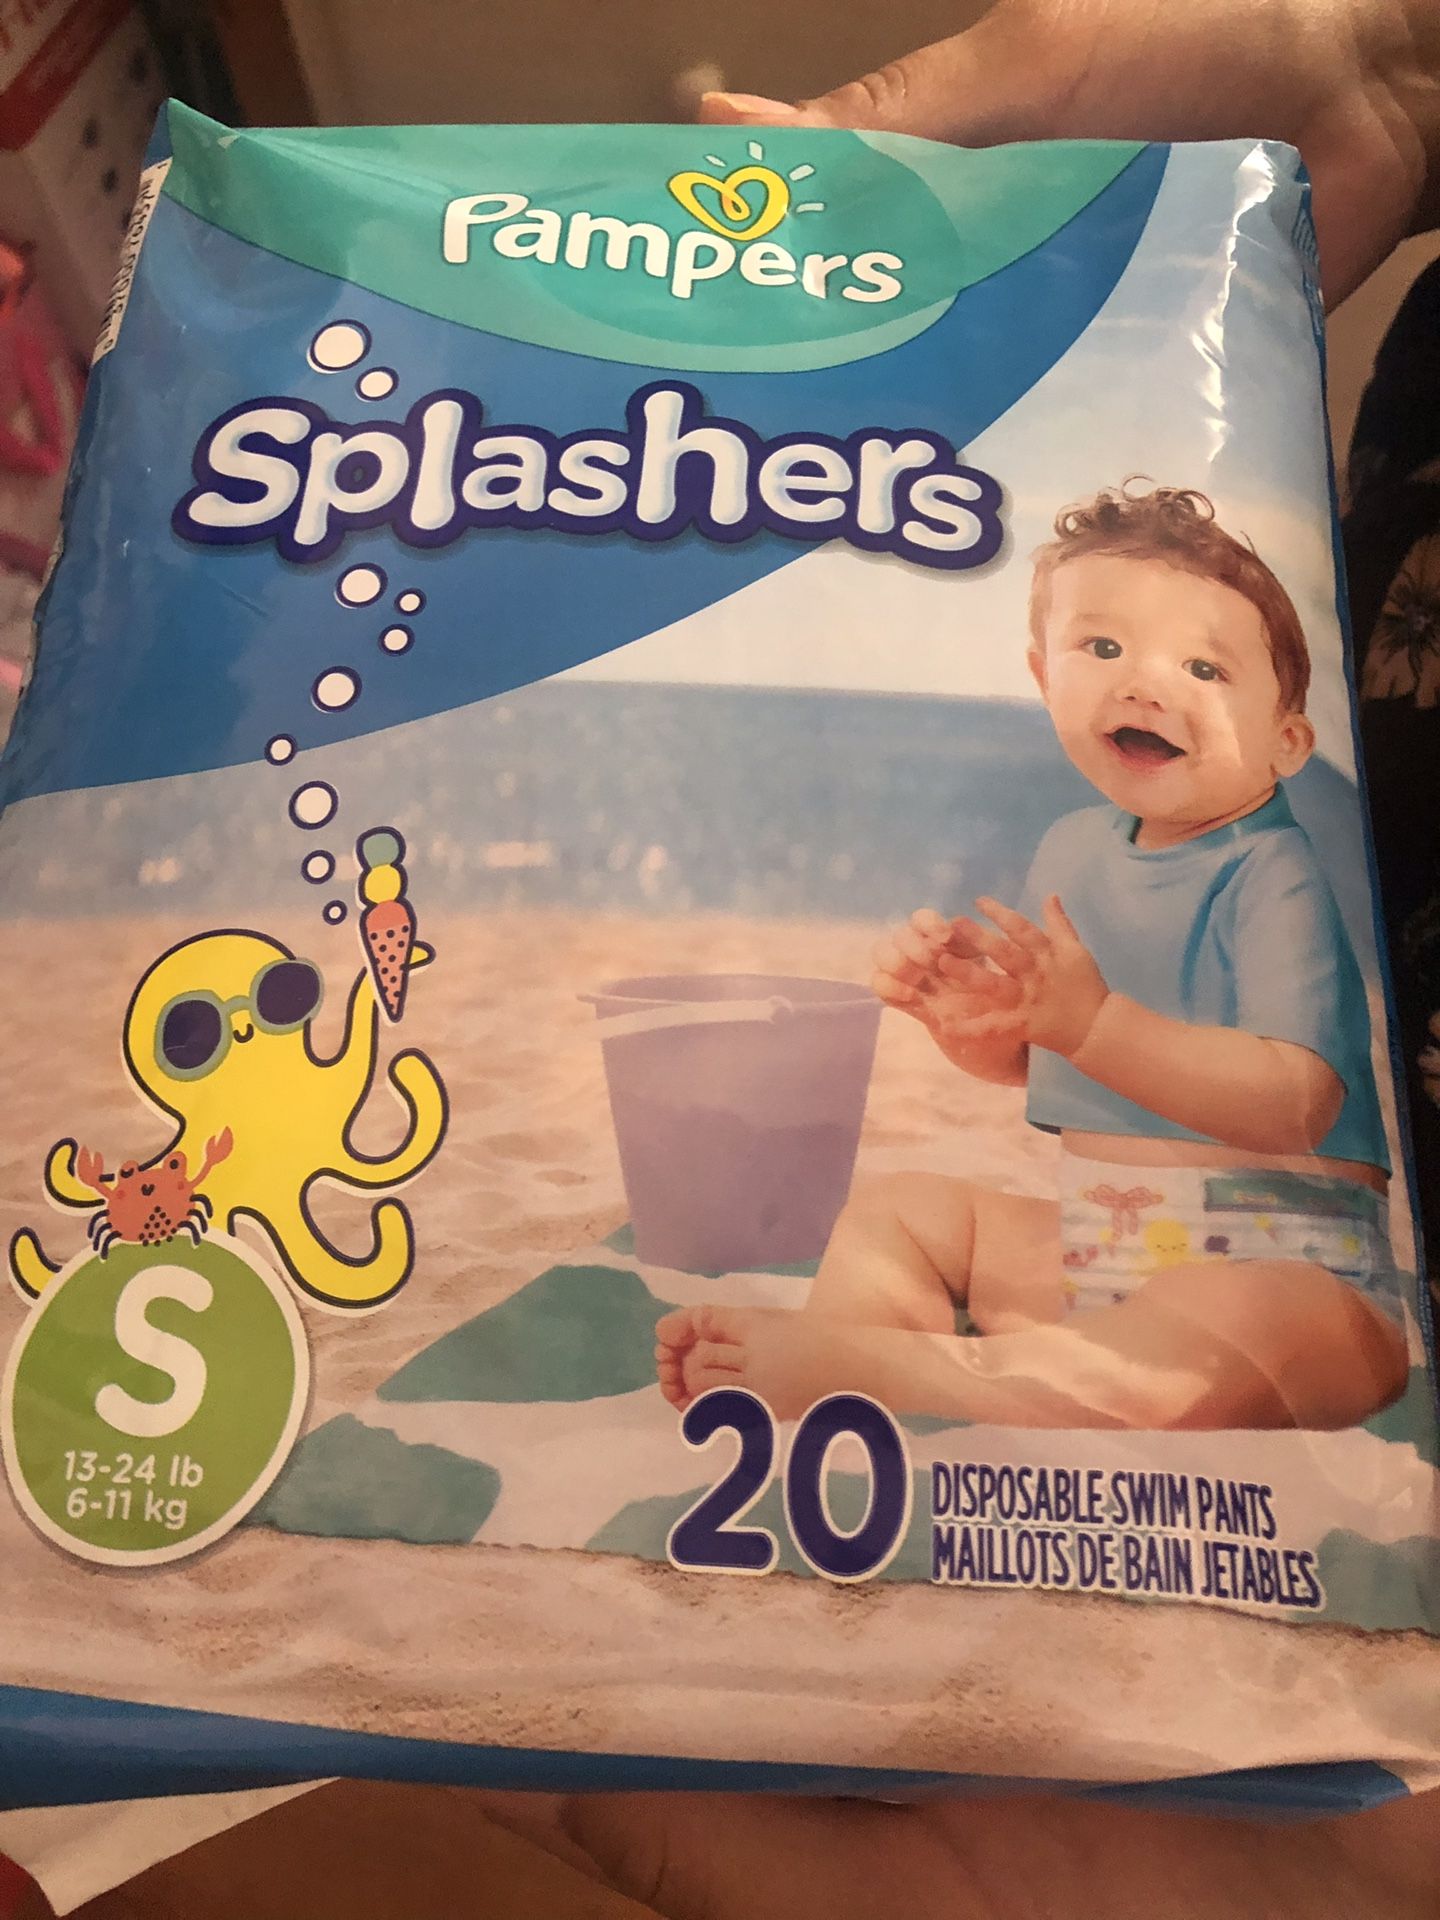 Pampers
Splashers
S
13-24 lb
6-11 kg
20
DISPOSABLE SWIM PANTS
MAILLOTS DE BAIN JETABLES